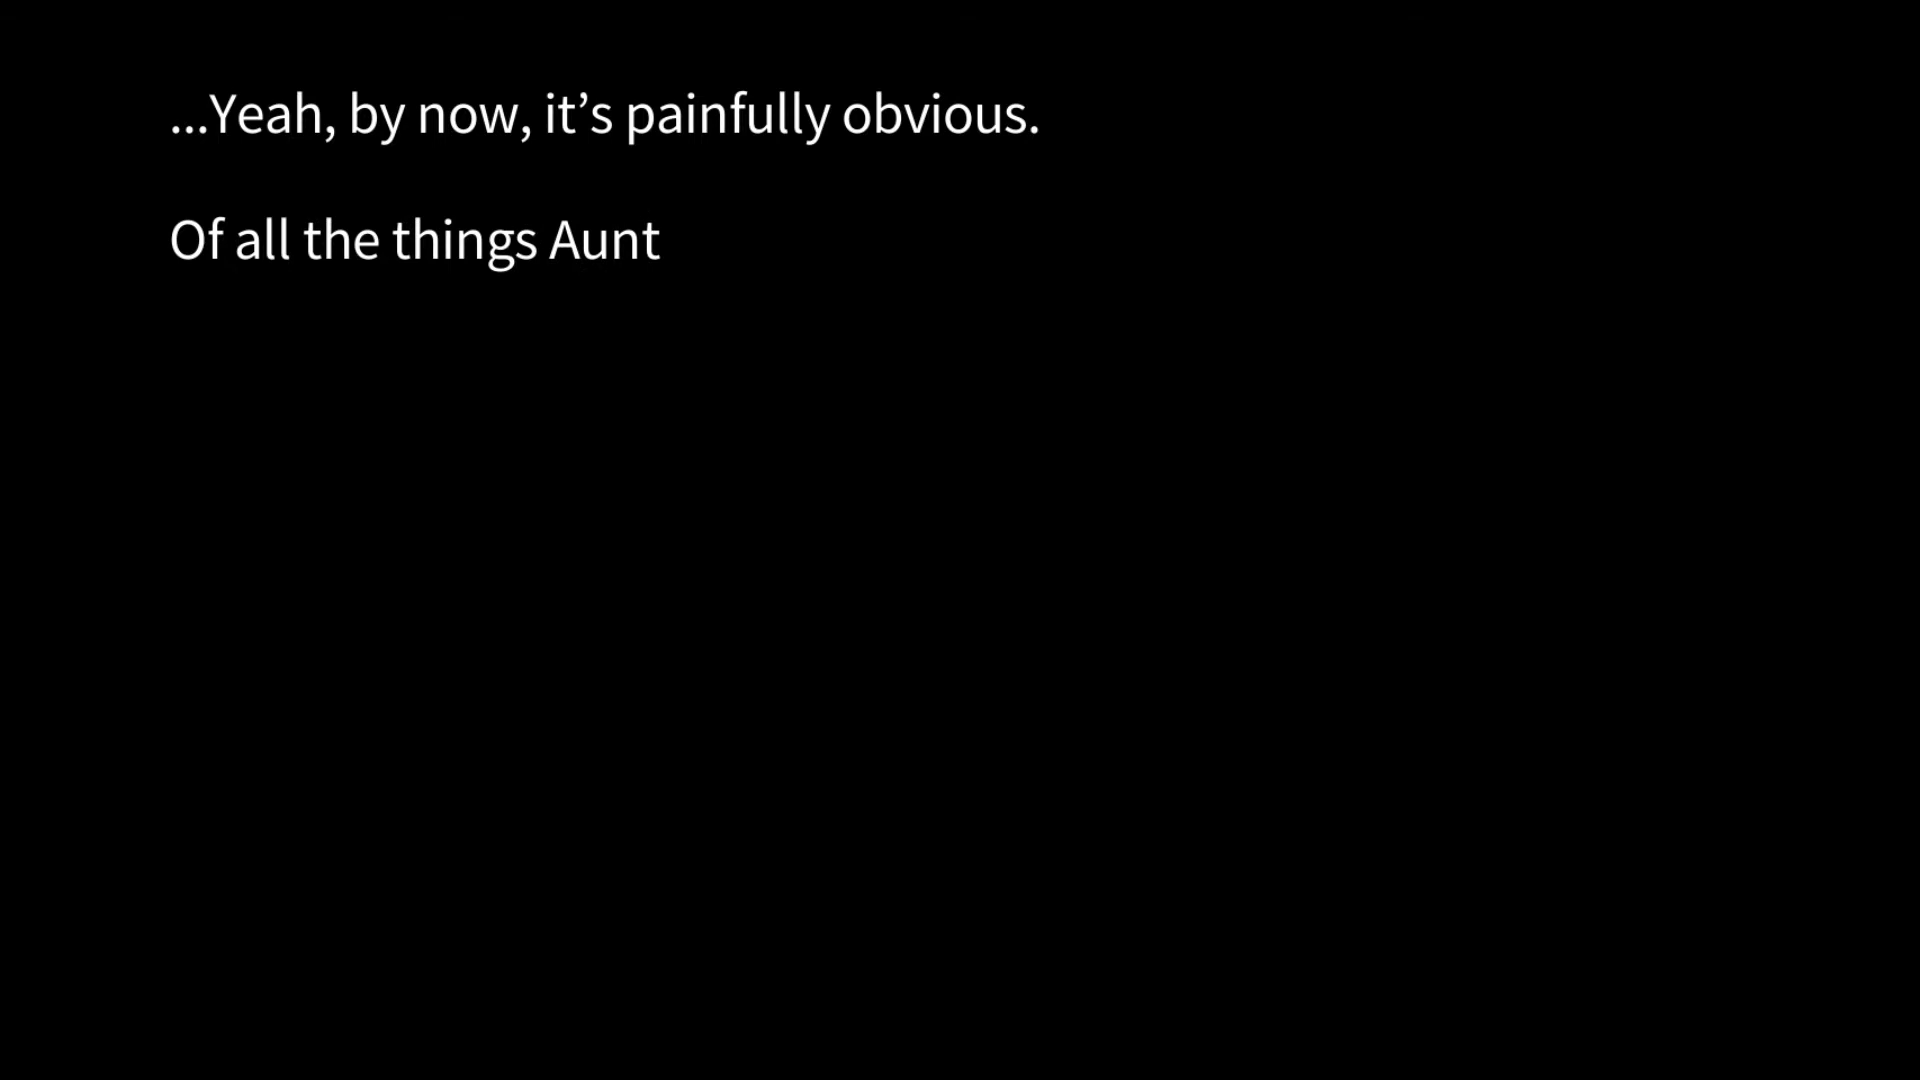 ...Yeah, by now, it’s painfully obvious.
Of all the things Aunt